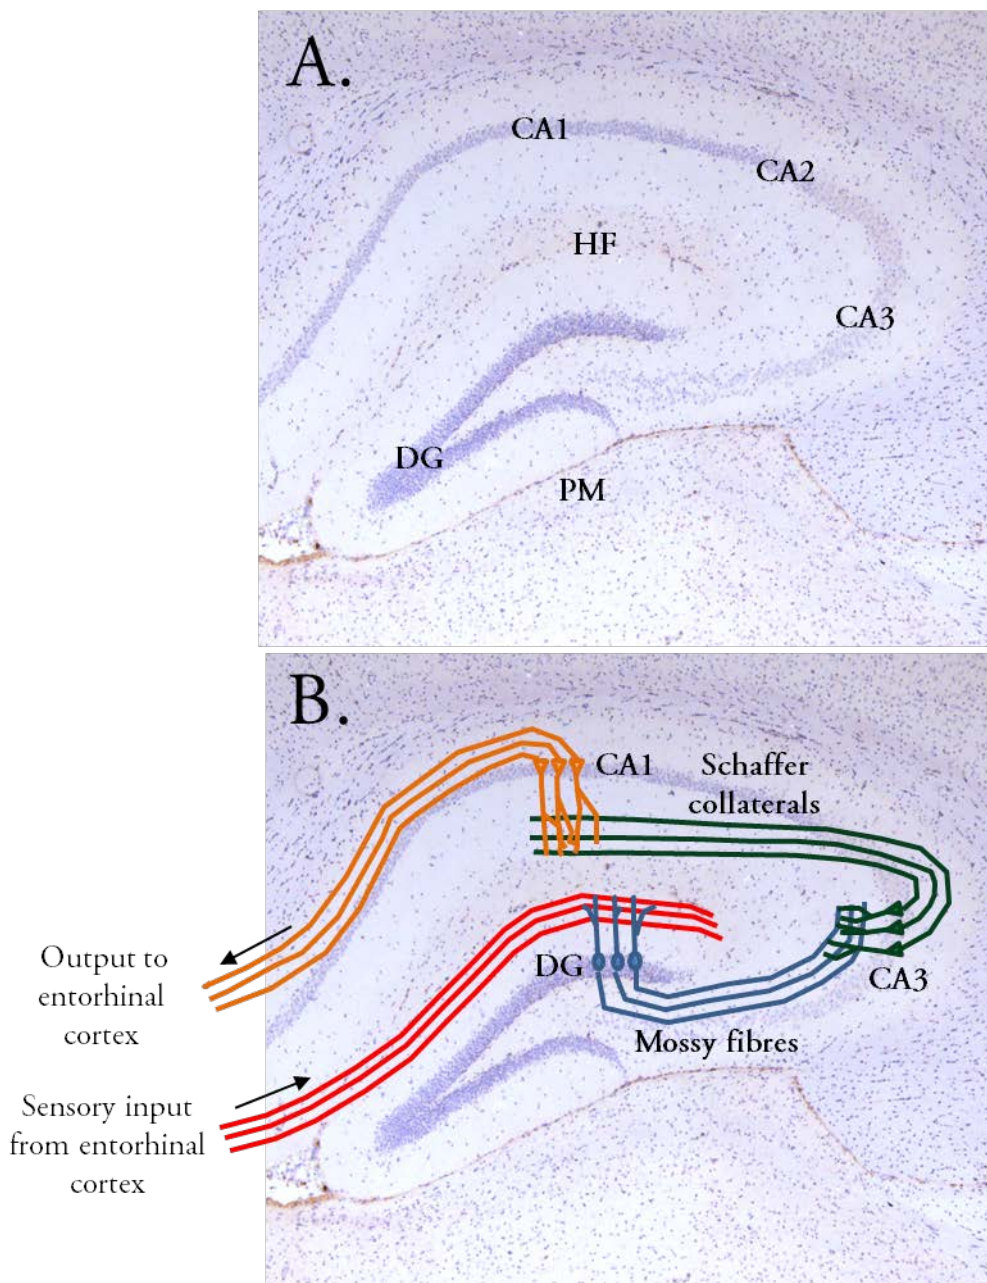 A.
CA1
CA2
HF
CA3
DG
PM
B.
CA1
Schaffer
collaterals
DG
CA3
Mossy fibres
Output to
entorhinal
cortex
Sensory input
from entorhinal
cortex